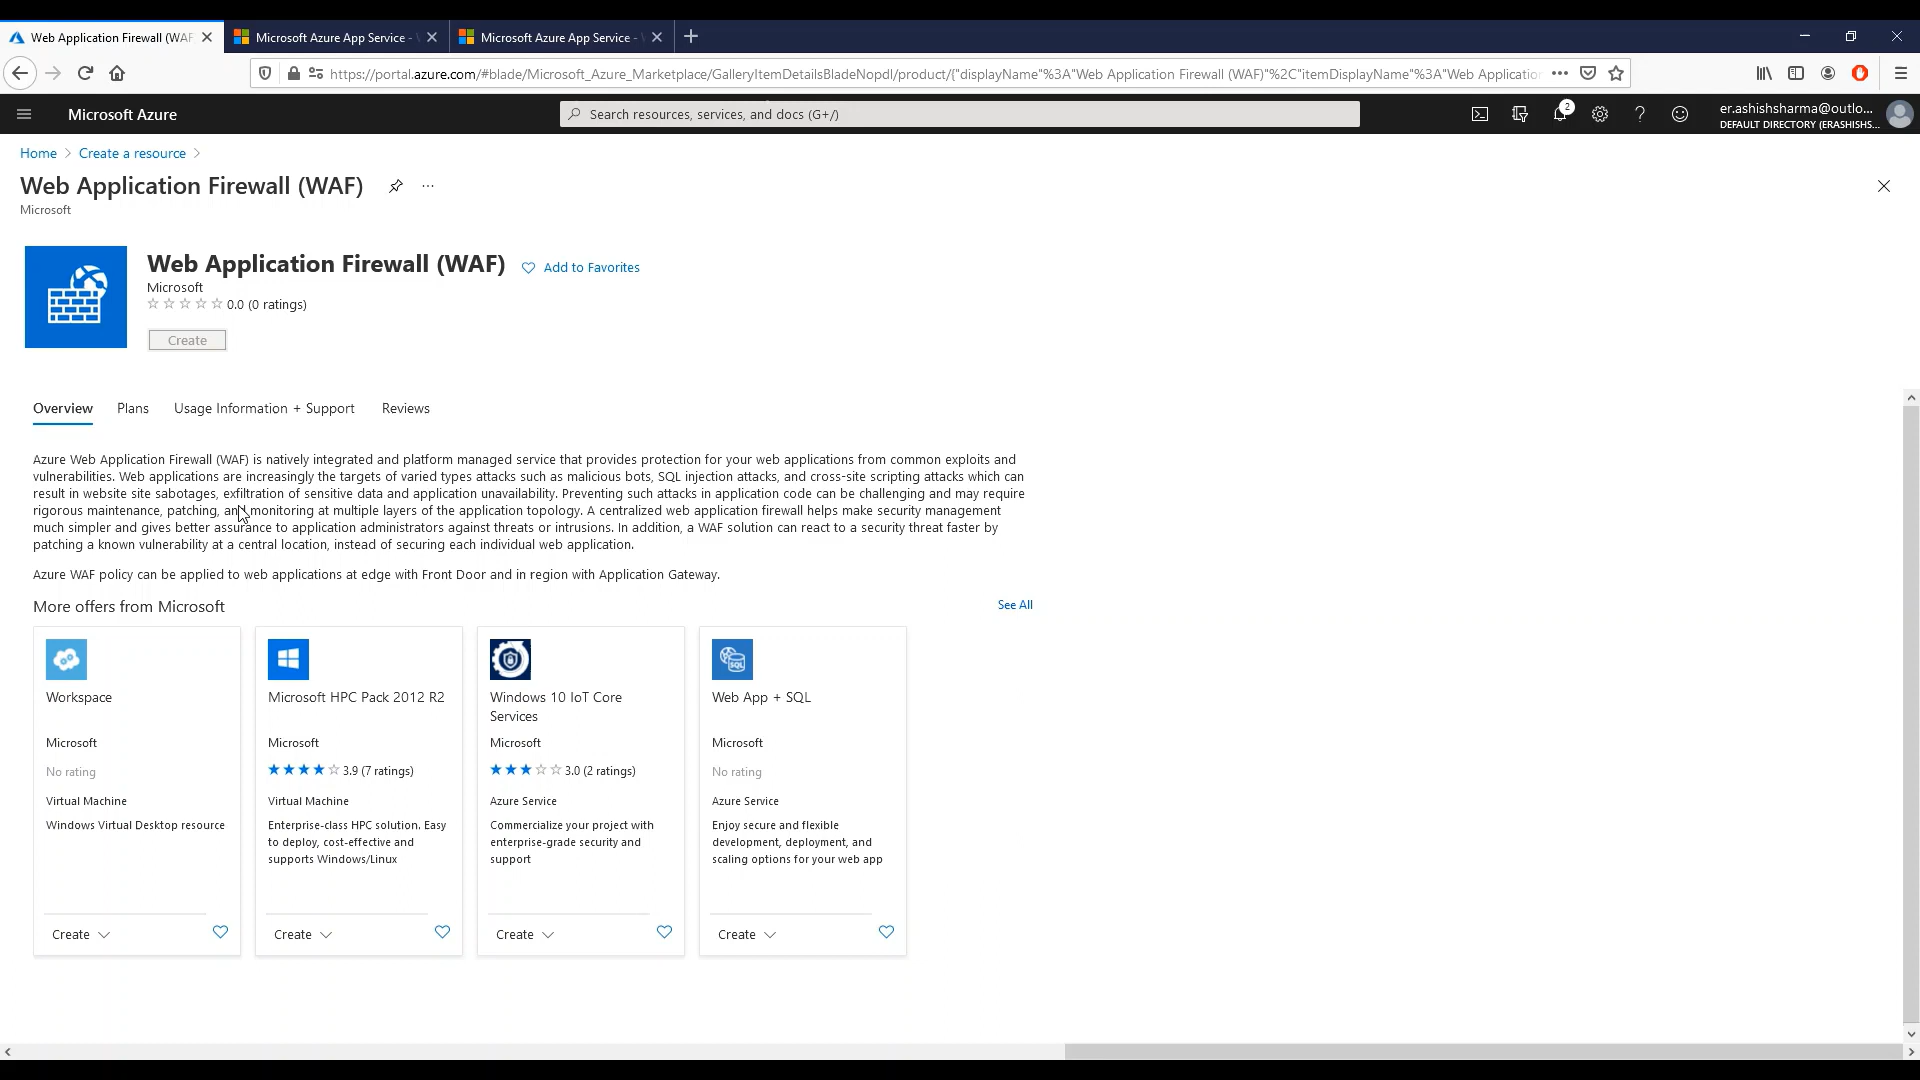 Web Application Firewall (WAF
Microsoft Azure App Service -
Microsoft Azure App Service -
https://portal.azure.com/#blade/Microsoft_Azure_Marketplace/GalleryItemDetailsBladeNopdl/product/{"displayName"%3A"Web Application Firewall (WAF)"%2C"itemDisplayName"%3A"Web Application
Microsoft Azure
Search resources, services, and docs (G+/)
2
er.ashishsharma@outlo...
DEFAULT DIRECTORY (ERASHISHS...
Home > Create a resource >
Web Application Firewall (WAF)
Microsoft
Web Application Firewall (WAF)
Add to Favorites
Microsoft
0.0 (0 ratings)
Create
Overview Plans Usage Information + Support Reviews
Azure Web Application Firewall (WAF) is natively integrated and platform managed service that provides protection for your web applications from common exploits and
vulnerabilities. Web applications are increasingly the targets of varied types attacks such as malicious bots, SQL injection attacks, and cross-site scripting attacks which can
result in website site sabotages, exfiltration of sensitive data and application unavailability. Preventing such attacks in application code can be challenging and may require
rigorous maintenance, patching, and monitoring at multiple layers of the application topology. A centralized web application firewall helps make security management
much simpler and gives better assurance to application administrators against threats or intrusions. In addition, a WAF solution can react to a security threat faster by
patching a known vulnerability at a central location, instead of securing each individual web application.
Azure WAF policy can be applied to web applications at edge with Front Door and in region with Application Gateway.
More offers from Microsoft
See All
Workspace
Microsoft
No rating
Virtual Machine
Windows Virtual Desktop resource
Create
Microsoft HPC Pack 2012 R2
Microsoft
3.9 (7 ratings)
Virtual Machine
Enterprise-class HPC solution. Easy
to deploy, cost-effective and
supports Windows/Linux
Create
Windows 10 IoT Core
Services
Microsoft
3.0 (2 ratings)
Azure Service
Commercialize your project with
enterprise-grade security and
support
Create
SQL
Web App + SQL
Microsoft
No rating
Azure Service
Enjoy secure and flexible
development, deployment, and
scaling options for your web app
Create